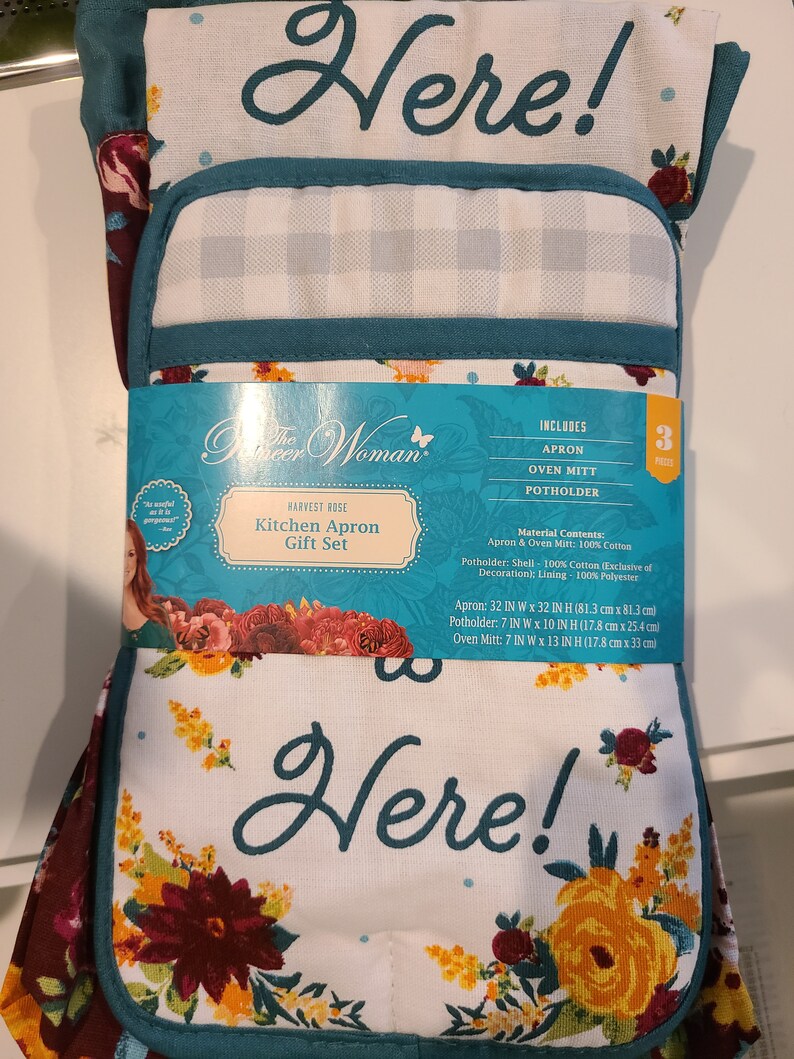 Here!
The
Pioneer Woman®
HARVEST ROSE
Kitchen Apron
Gift Set
"As useful
as it is
gorgeous!"
—Ree
INCLUDES
APRON
OVEN MITT
POTHOLDER
3
PIECES
Material Contents:
Apron & Oven Mitt: 100% Cotton
Potholder: Shell - 100% Cotton (Exclusive of
Decoration); Lining - 100% Polyester
Apron: 32 IN W x 32 IN H (81.3 cm x 81.3 cm)
Potholder: 7 IN W x 10 IN H (17.8 cm x 25.4 cm)
Oven Mitt: 7 IN W x 13 IN H (17.8 cm x 33 cm)
Here!